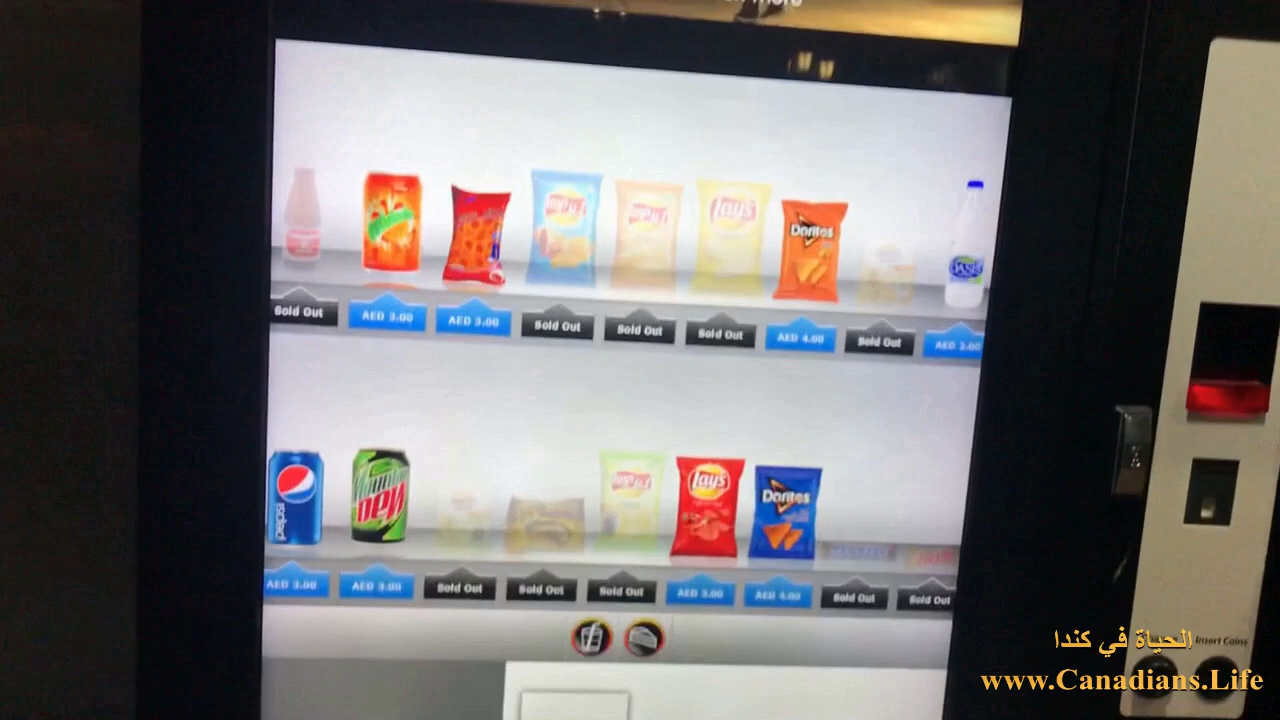 Lay's
Doritos
OASIS
Sold Out
AED 3.00
AED 3.00
Sold Out
Sold Out
Sold Out
AED 4.00
Sold Out
AED 2.00
pepsi
Mountain
DEW
Lay's
Doritos
AED 3.00
AED 3.00
Sold Out
Sold Out
Sold Out
AED 3.00
AED 4.00
Sold Out
Sold Out
Insert Coins
الحياة في كندا
www.Canadians.Life